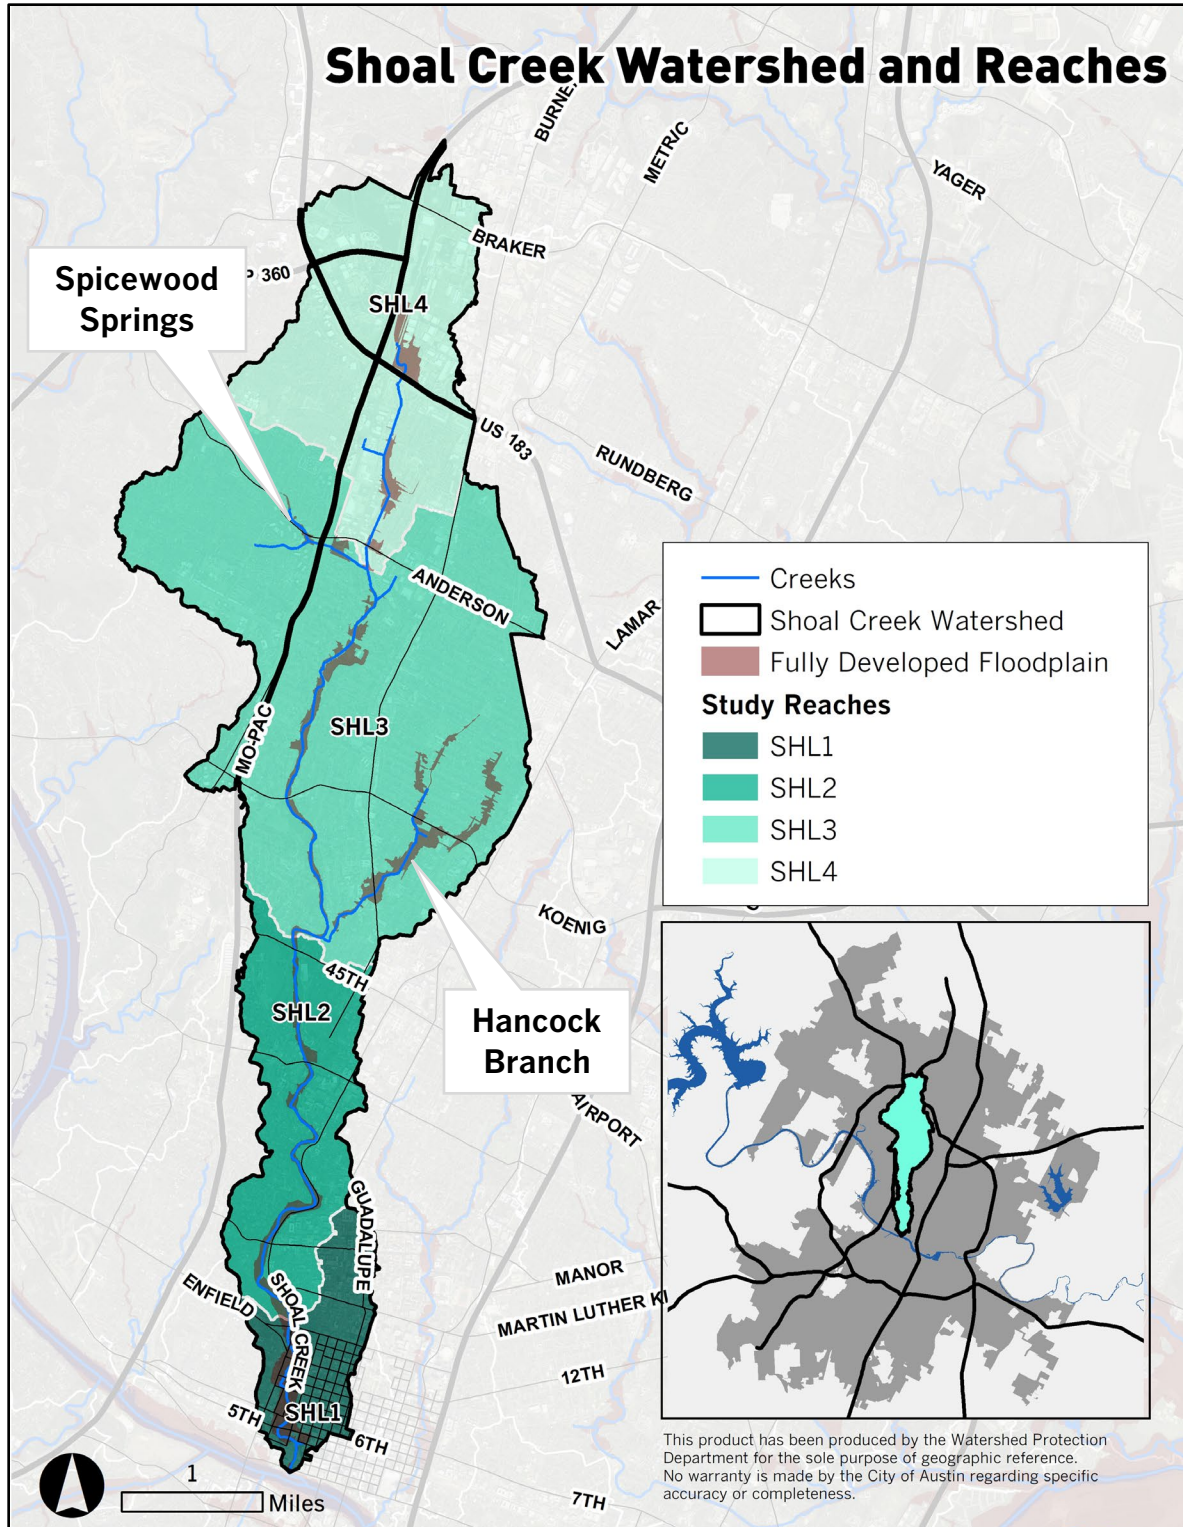 Shoal Creek Watershed and Reaches
METRIC
YAGER
BRAKER
Spicewood
Springs
360
SHL4
US 183
RUNDBERG
ANDERSON
LAMAR
MO-PAC
SHL3
Creeks
Shoal Creek Watershed
Fully Developed Floodplain
Study Reaches
SHL1
SHL2
SHL3
SHL4
KOENIG
45TH
SHL2
Hancock
Branch
AIRPORT
GUADALUPE
ENFIELD
SHOAL CREEK
MANOR
MARTIN LUTHER KI
12TH
5TH
SHL1
6TH
7TH
1
Miles
This product has been produced by the Watershed Protection
Department for the sole purpose of geographic reference.
No warranty is made by the City of Austin regarding specific
accuracy or completeness.